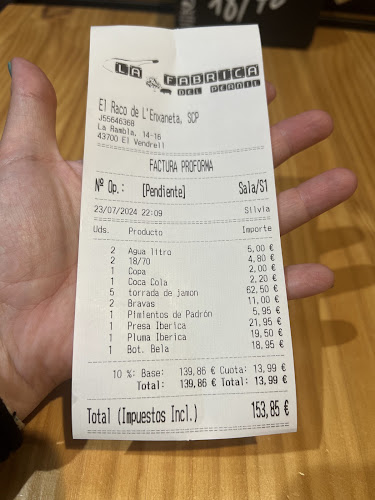 18/70
LA FABRICA
DEL PERNIL
El Raco de L'Enxaneta, SCP
J55646368
La Rambla, 14-16
43700 El Vendrell
FACTURA PROFORMA
Nº Op.: [Pendiente] Sala/S1
23/07/2024 22:09 Silvia
Uds. Producto Importe
2 Agua litro 5,00 €
2 18/70 4,80 €
1 Copa 2,00 €
1 Coca Cola 2,20 €
5 torrada de jamon 62,50 €
2 Bravas 11,00 €
1 Pimientos de Padrón 5,95 €
1 Presa Iberica 21,95 €
1 Pluma Iberica 19,50 €
1 Bot. Bela 18,95 €
10 %: Base: 139,86 € Cuota: 13,99 €
Total: 139,86 € Total: 13,99 €
Total (Impuestos Incl.) 153,85 €